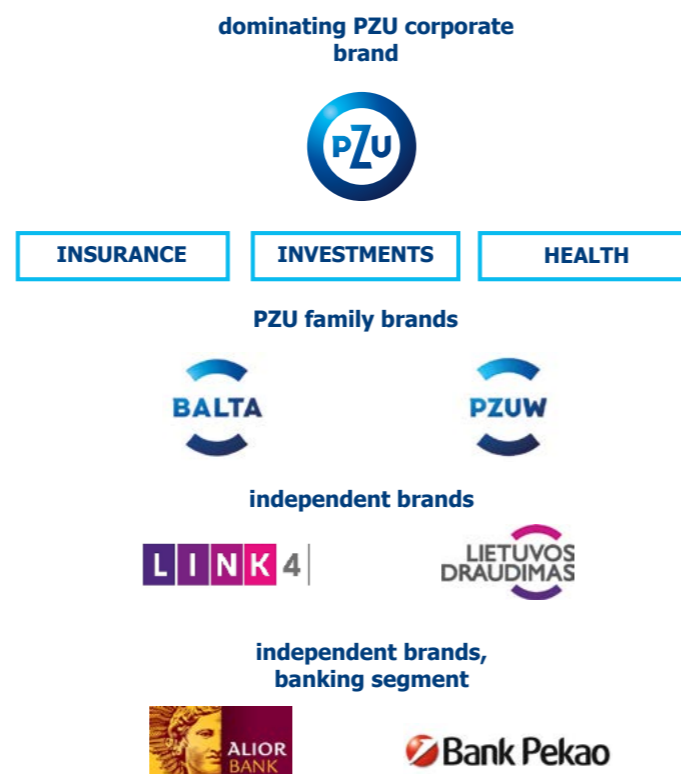 dominating PZU corporate
brand
PZU
INSURANCE
INVESTMENTS
HEALTH
PZU family brands
BALTA
PZUW
independent brands
LINK4
LIETUVOS
DRAUDIMAS
independent brands,
banking segment
ALIOR
BANK
Bank Pekao